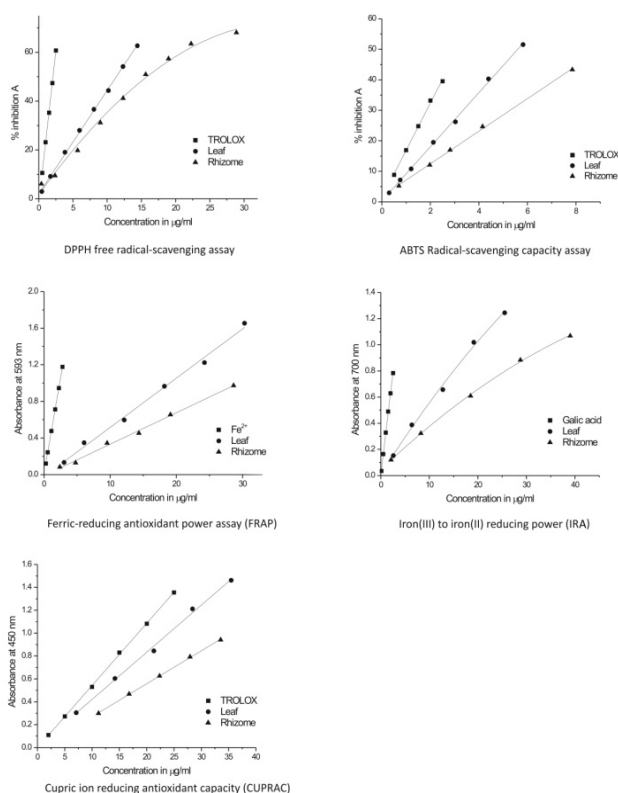 60
40
20
0
% inhibition A
TROLOX
Leaf
Rhizome
0 5 10 15 20 25 30
Concentration in μg/ml
DPPH free radical-scavenging assay
60
50
40
30
20
10
0
% inhibition A
TROLOX
Leaf
Rhizome
0 2 4 6 8
Concentration in μg/ml
ABTS Radical-scavenging capacity assay
2.0
1.6
1.2
0.8
0.4
0.0
Absorbance at 593 nm
Fe2+
Leaf
Rhizome
0 10 20 30
Concentration in μg/ml
Ferric-reducing antioxidant power assay (FRAP)
1.4
1.2
1.0
0.8
0.6
0.4
0.2
0.0
Absorbance at 700 nm
Galic acid
Leaf
Rhizome
0 10 20 30 40
Concentration in μg/ml
Iron(III) to iron(II) reducing power (IRA)
1.6
1.4
1.2
1.0
0.8
0.6
0.4
0.2
0.0
Absorbance at 450 nm
TROLOX
Leaf
Rhizome
0 5 10 15 20 25 30 35 40
Concentration in μg/ml
Cupric ion reducing antioxidant capacity (CUPRAC)